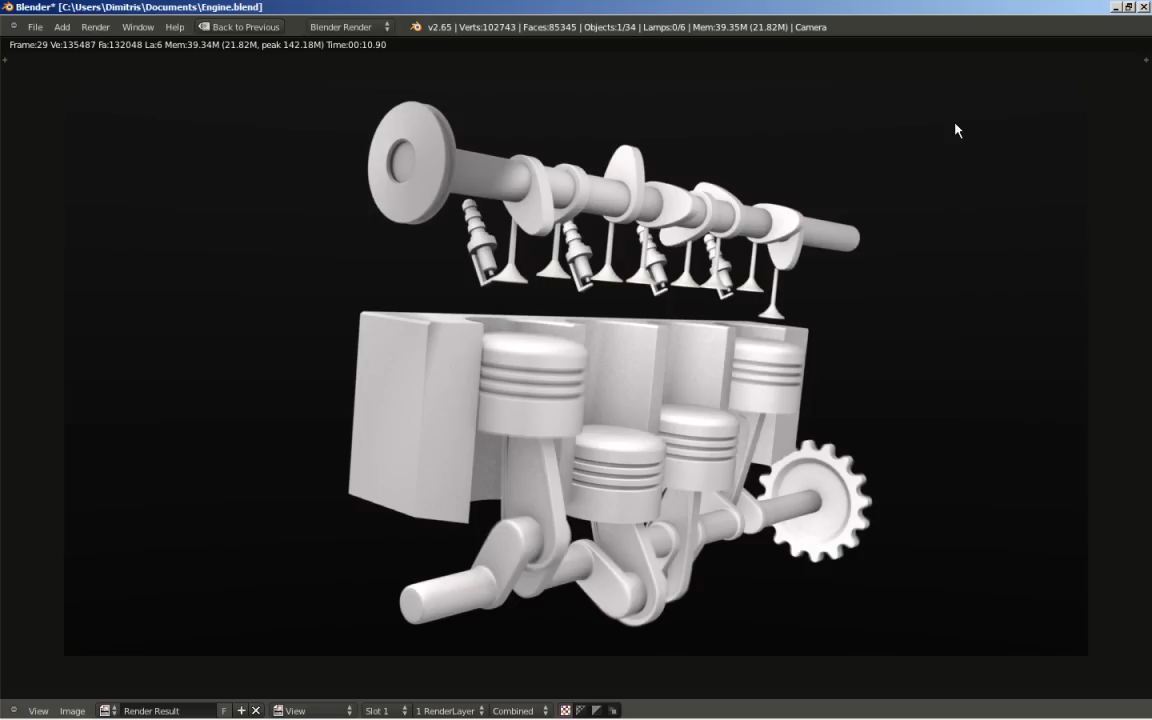 Blender* [C:\Users\Dimitris\Documents\Engine.blend]
File Add Render Window Help Back to Previous Blender Render v2.65 | Verts:102743 | Faces:85345 | Objects:1/34 | Lamps:0/6 | Mem:39.35M (21.82M) | Camera
Frame:29 Ve:135487 Fa:132048 La:6 Mem:39.34M (21.82M, peak 142.18M) Time:00:10.90
View Image Render Result F View Slot 1 1 RenderLayer Combined